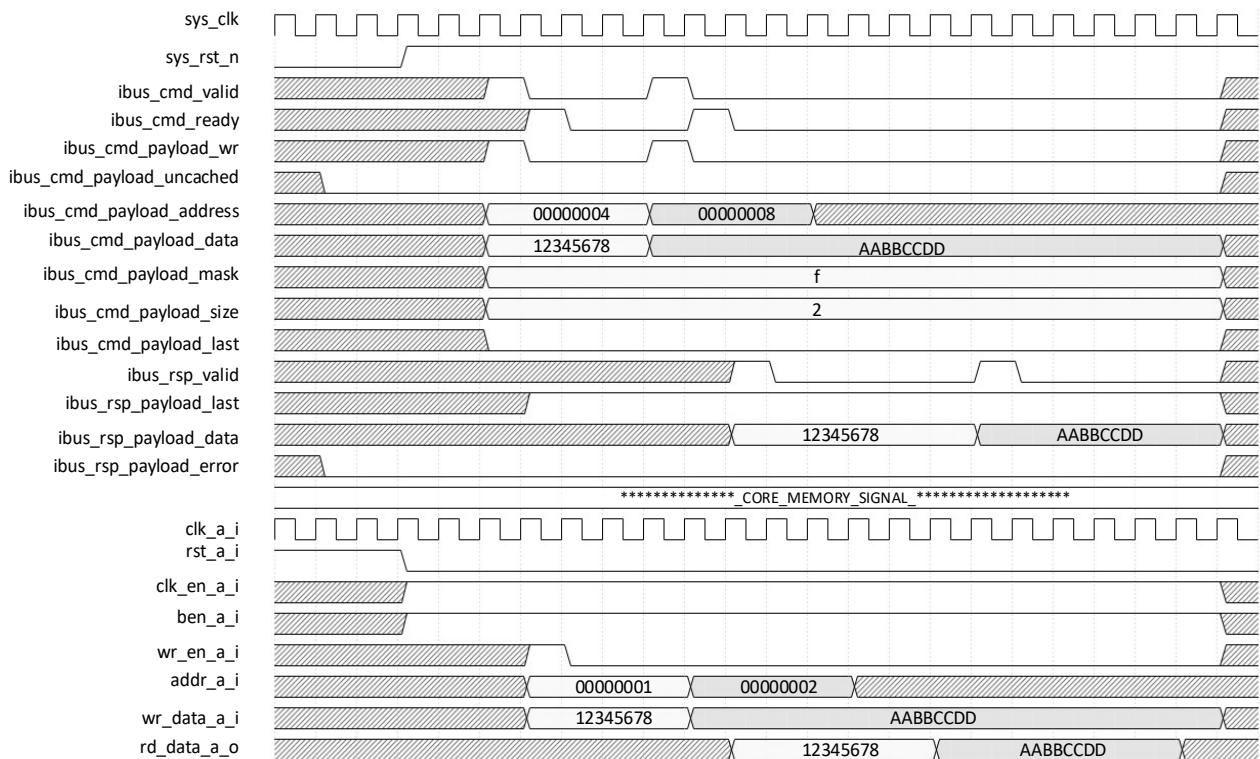 sys_clk
sys_rst_n
ibus_cmd_valid
ibus_cmd_ready
ibus_cmd_payload_wr
ibus_cmd_payload_uncached
ibus_cmd_payload_address 00000004 00000008
ibus_cmd_payload_data 12345678 AABBCCDD
ibus_cmd_payload_mask f
ibus_cmd_payload_size 2
ibus_cmd_payload_last
ibus_rsp_valid
ibus_rsp_payload_last
ibus_rsp_payload_data 12345678 AABBCCDD
ibus_rsp_payload_error
**************_CORE_MEMORY_SIGNAL_*******************
clk_a_i
rst_a_i
clk_en_a_i
ben_a_i
wr_en_a_i
addr_a_i 00000001 00000002
wr_data_a_i 12345678 AABBCCDD
rd_data_a_o 12345678 AABBCCDD